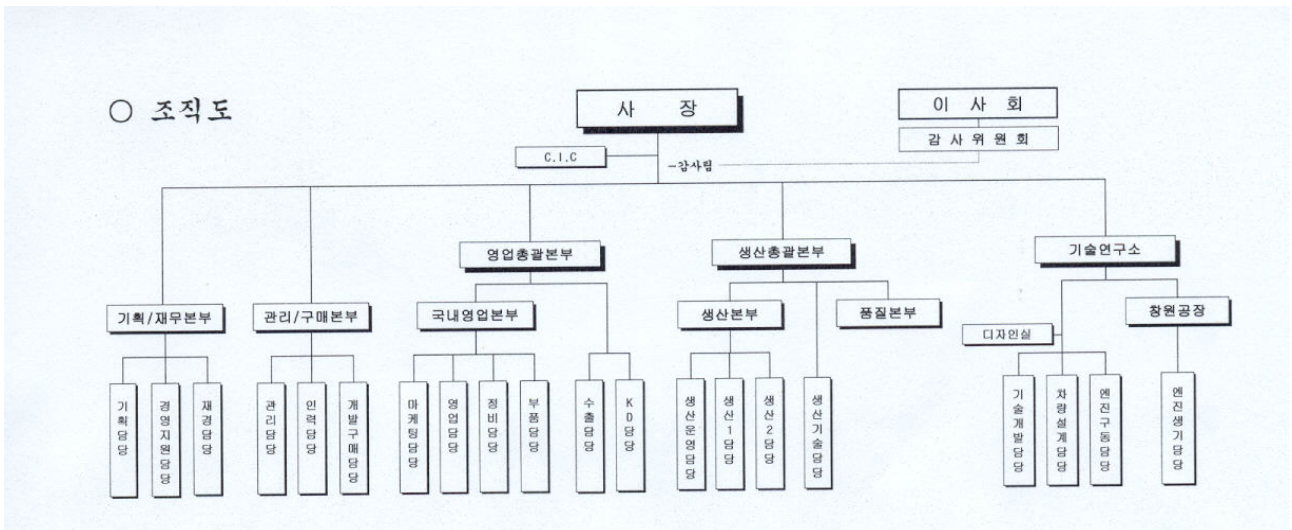 ○ 조직도
사 장
이 사 회
감 사 위 원 회
C.I.C
-감사팀
영업총괄본부
생산총괄본부
기술연구소
기획/재무본부
관리/구매본부
국내영업본부
생산본부
품질본부
창원공장
디자인실
기획담당
경영지원담당
재경담당
관리담당
인력담당
개발구매담당
마케팅담당
영업담당
정비담당
부품담당
수출담당
KD담당
생산운영담당
생산1담당
생산2담당
생산기술담당
기술개발담당
차량설계담당
엔진구동담당
엔진생기담당